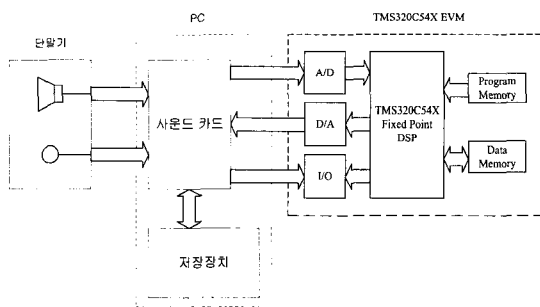 PC
TMS320C54X EVM
단말기
사운드 카드
A/D
D/A
I/O
TMS320C54X
Fixed Point
DSP
Program
Memory
Data
Memory
저장장치